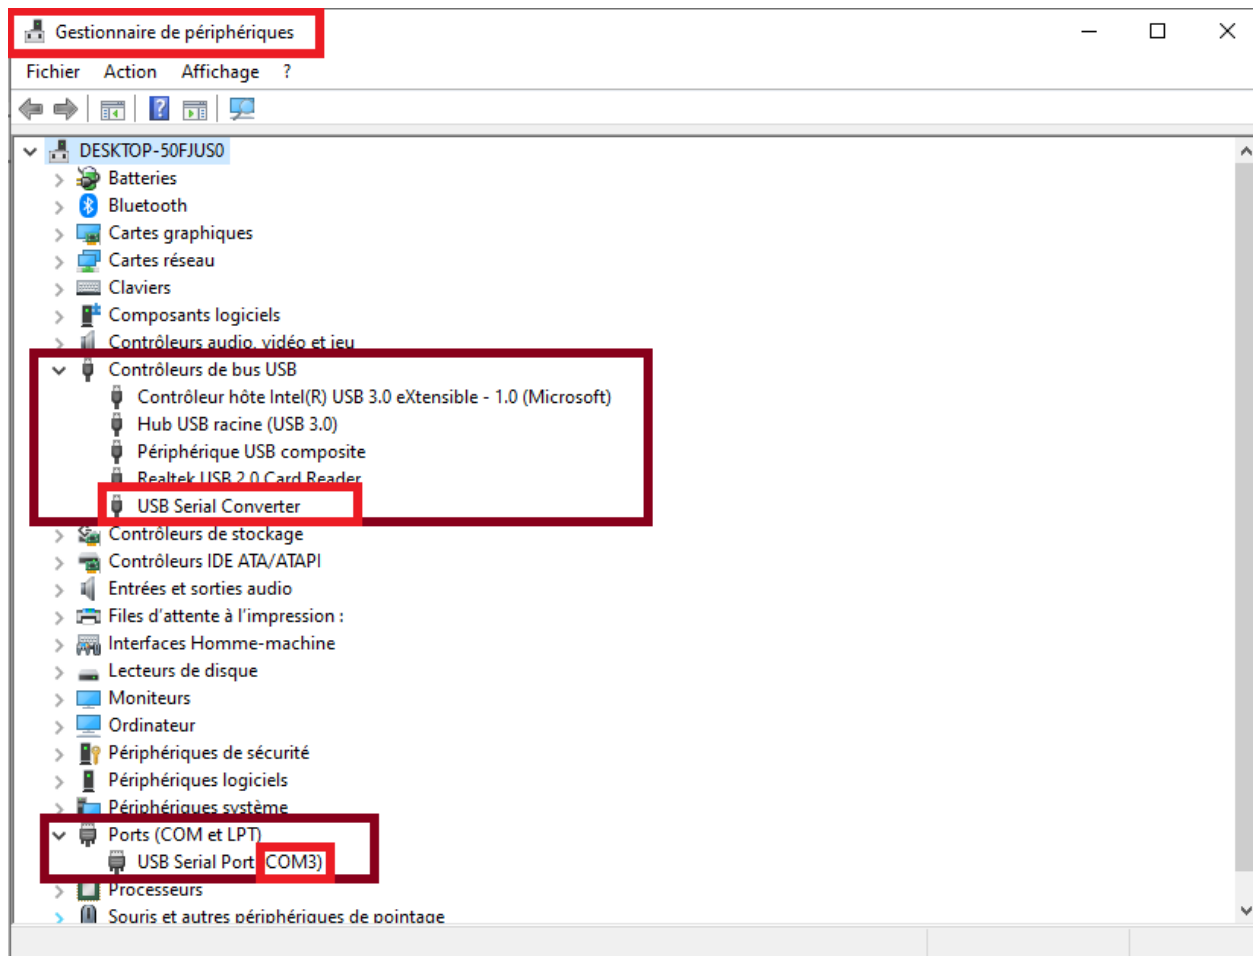 Gestionnaire de périphériques
Fichier Action Affichage ?
DESKTOP-50FJUS0
Batteries
Bluetooth
Cartes graphiques
Cartes réseau
Claviers
Composants logiciels
Contrôleurs audio, vidéo et jeu
Contrôleurs de bus USB
Contrôleur hôte Intel(R) USB 3.0 eXtensible - 1.0 (Microsoft)
Hub USB racine (USB 3.0)
Périphérique USB composite
Realtek USB 2.0 Card Reader
USB Serial Converter
Contrôleurs de stockage
Contrôleurs IDE ATA/ATAPI
Entrées et sorties audio
Files d'attente à l'impression :
Interfaces Homme-machine
Lecteurs de disque
Moniteurs
Ordinateur
Périphériques de sécurité
Périphériques logiciels
Périphériques système
Ports (COM et LPT)
USB Serial Port (COM3)
Processeurs
Souris et autres périphériques de pointage